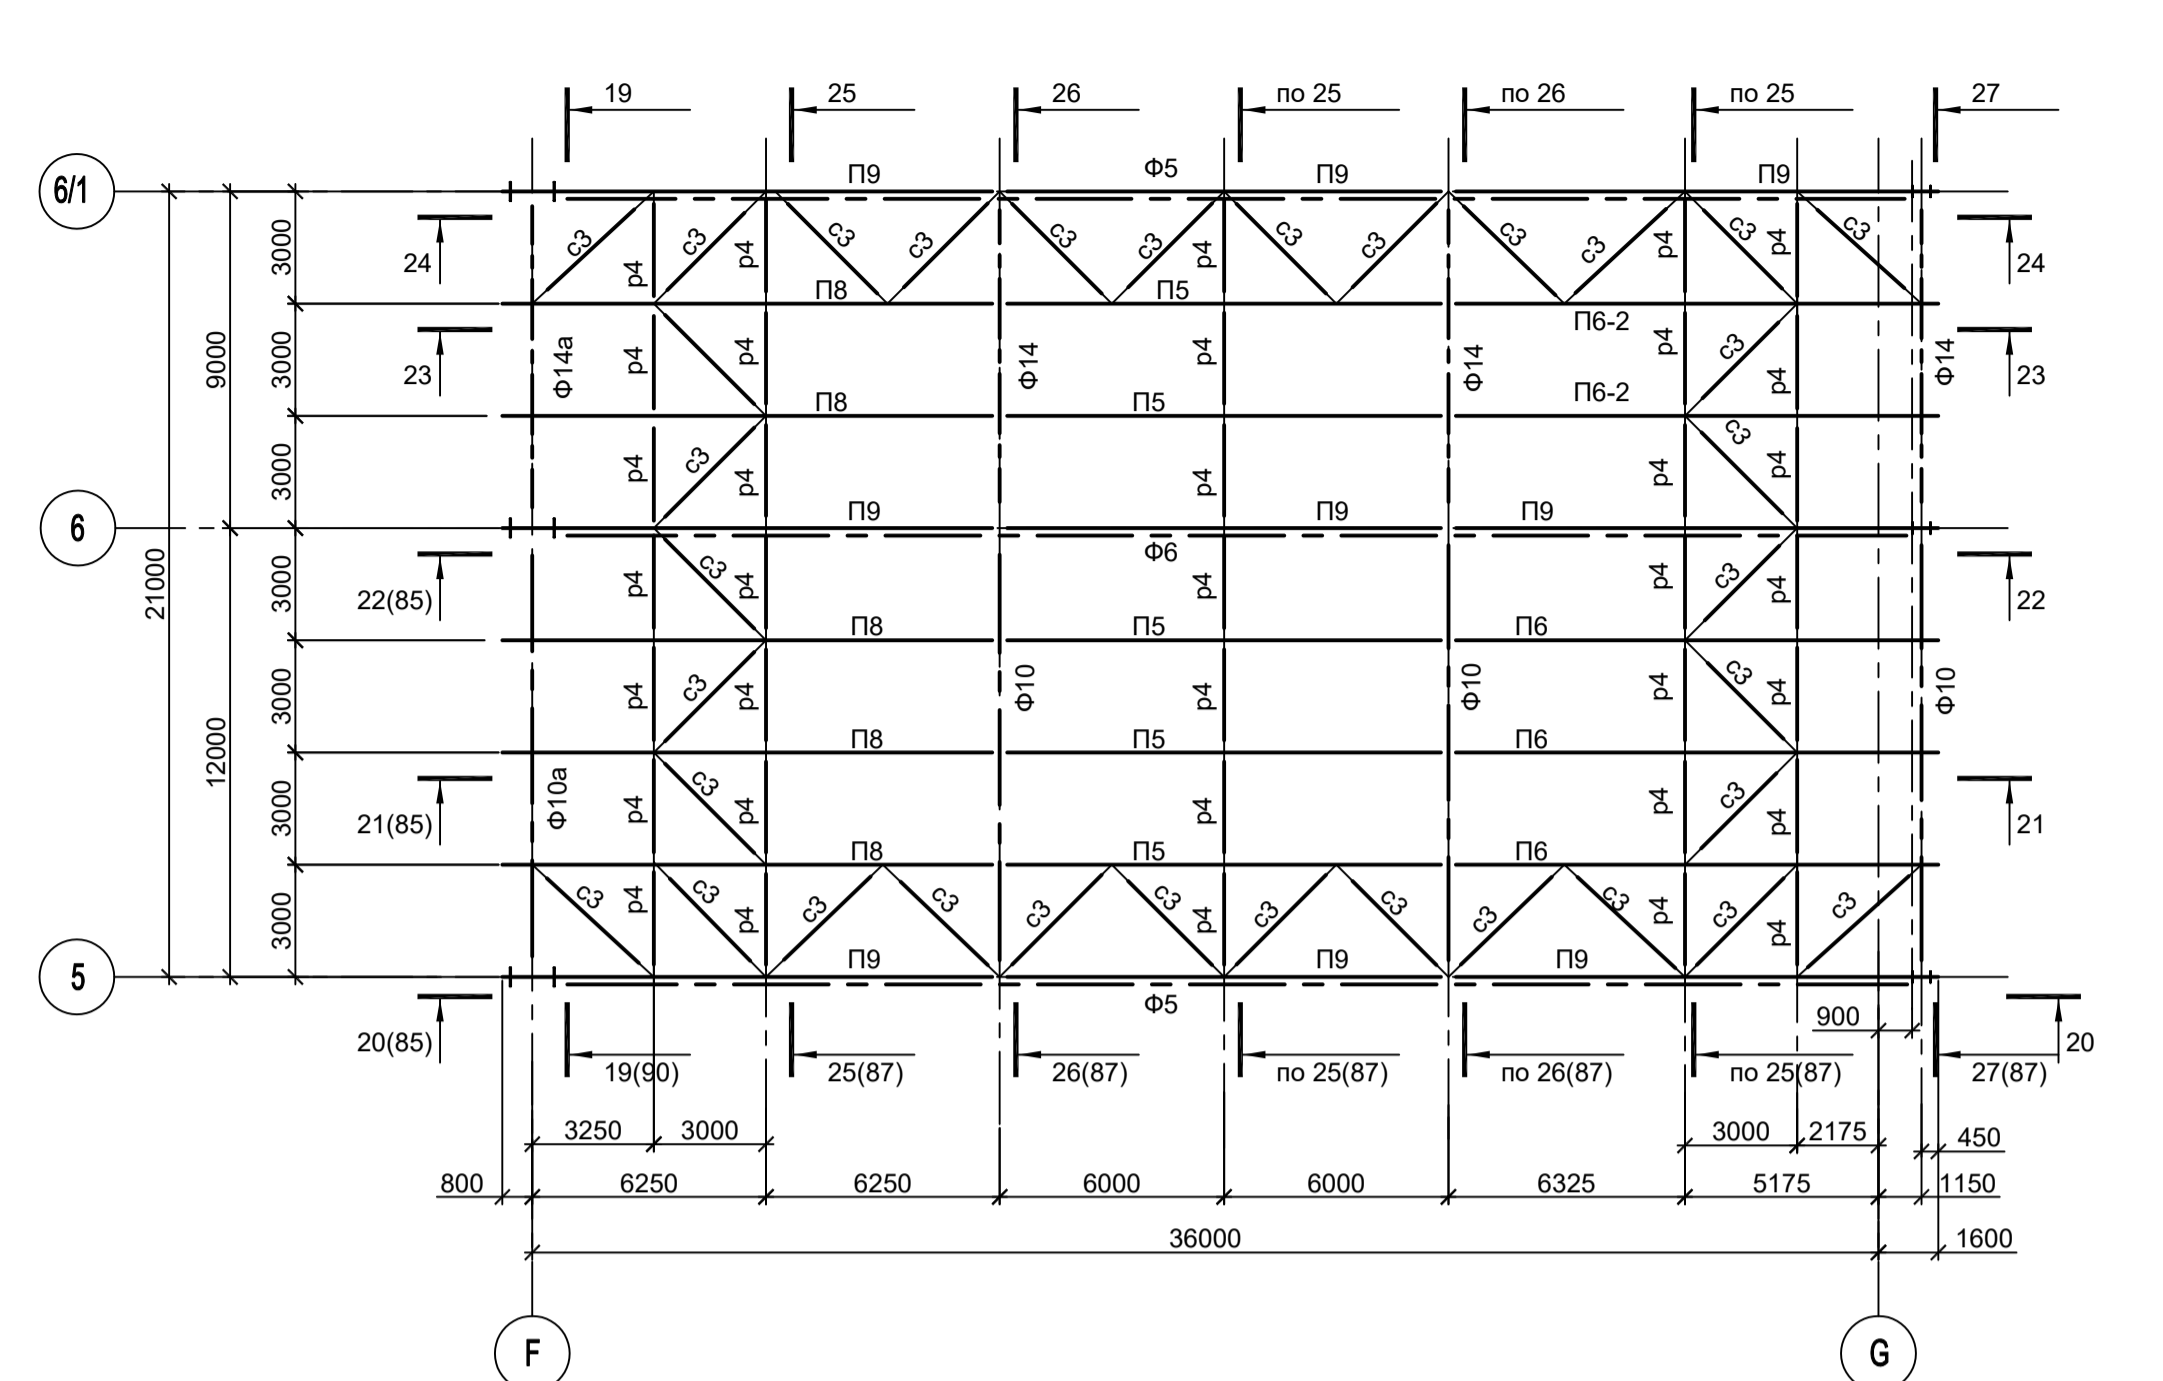 19 25 26 по 25 по 26 по 25 27
Ф5
П9 П9 П9
6/1
с3 с3 с3 с3 с3 с3 с3 с3 с3 с3 с3 с3
3000 р4 р4 р4 р4 р4
24 24
П8 П5
П6-2
9000 3000 Ф14а р4 р4 Ф14 р4 Ф14 р4 с3 р4 Ф14
23 23
П8 П5 П6-2
с3
3000 р4 с3 р4 р4 р4 р4
П9 П9 П9
6
Ф6
21000 3000 р4 с3 р4 р4 р4 с3 р4
22(85) 22
П8 П5 П6
3000 р4 с3 р4 Ф10 р4 Ф10 р4 с3 р4 Ф10
12000
П8 П5 П6
3000 Ф10а р4 с3 р4 р4 р4 с3 р4
21(85) 21
П8 П5 П6
3000 с3 р4 с3 р4 с3 с3 с3 с3 р4 с3 с3 с3 с3 р4 с3 р4 с3
П9 П9 П9
5
Ф5
900
20(85) 20
19(90) 25(87) 26(87) по 25(87) по 26(87) по 25(87) 27(87)
3250 3000 3000 2175 450
800 6250 6250 6000 6000 6325 5175 1150
36000 1600
F G